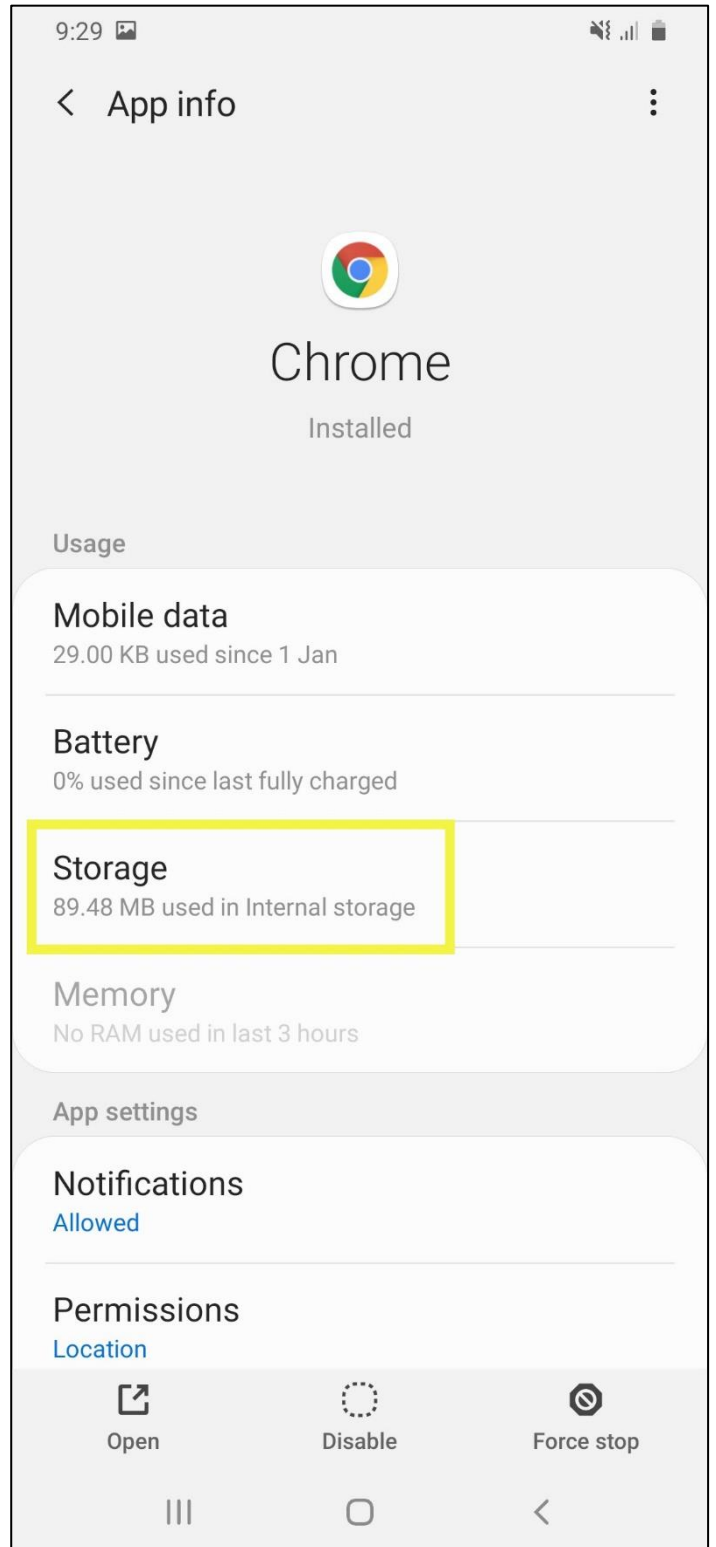 9:29
App info
Chrome
Installed
Usage
Mobile data
29.00 KB used since 1 Jan
Battery
0% used since last fully charged
Storage
89.48 MB used in Internal storage
Memory
No RAM used in last 3 hours
App settings
Notifications
Allowed
Permissions
Location
Open Disable Force stop